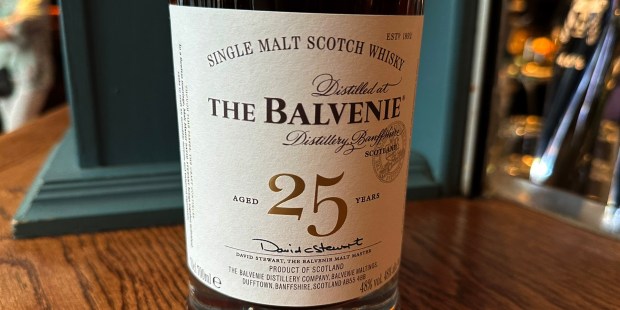 ESTD 1892
SINGLE MALT SCOTCH WHISKY
Distilled at
THE BALVENIE®
Distillery, Banffshire
SCOTLAND
AGED 25 YEARS
David C Stewart
DAVID STEWART, THE BALVENIE MALT MASTER
PRODUCT OF SCOTLAND
THE BALVENIE DISTILLERY COMPANY, BALVENIE MALTINGS,
DUFFTOWN, BANFFSHIRE, SCOTLAND AB55 4BB
48% vol